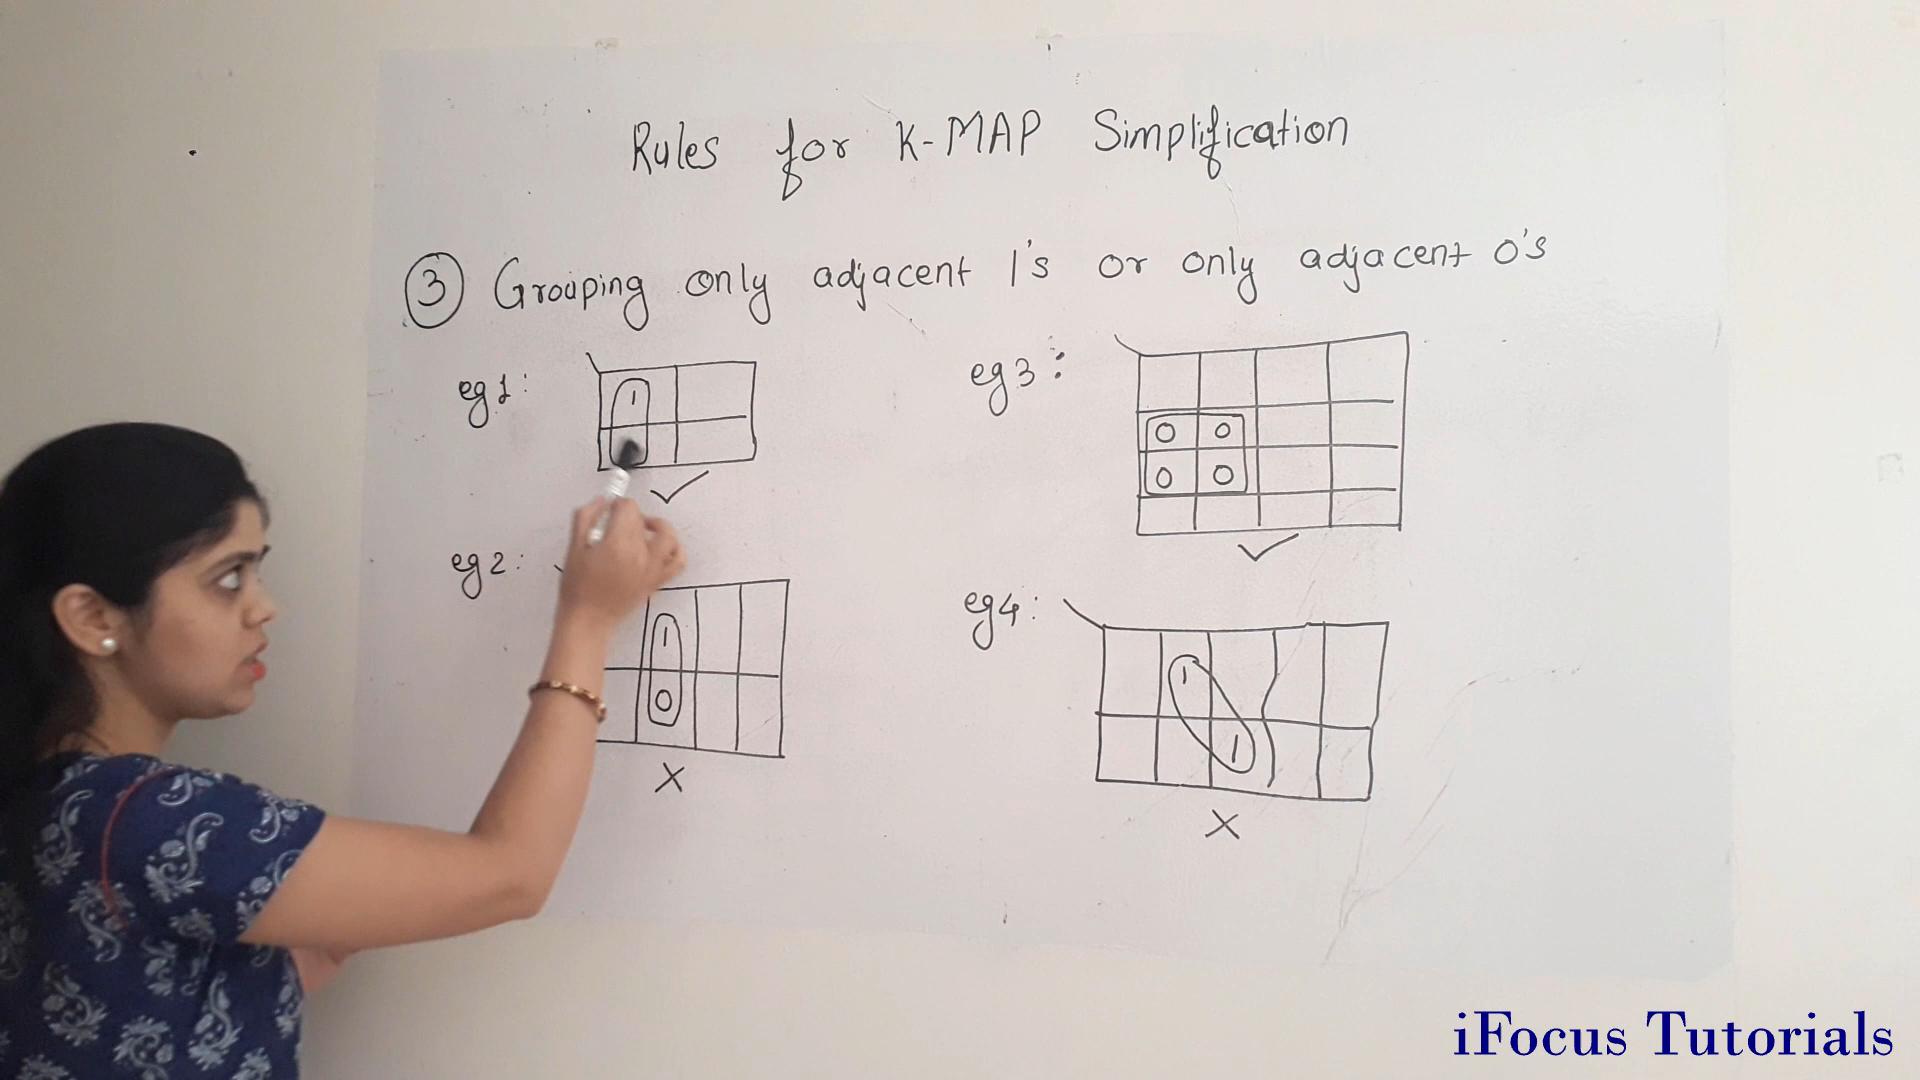 Rules for K-MAP Simplification
③ Grouping only adjacent 1's or only adjacent 0's
eg1:
1
✓
eg2:
1
0
X
eg3:
0 0
0 0
✓
eg4:
1
1
X
iFocus Tutorials